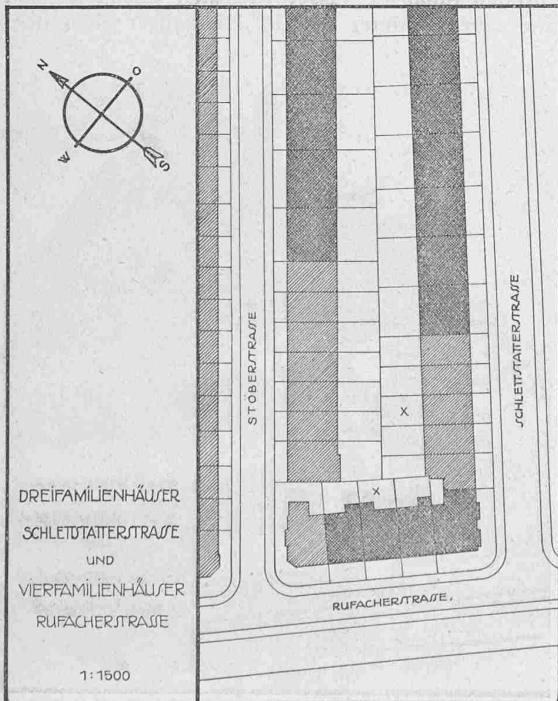 N
O
W
S
STÖBERSTRASSE
SCHLETTSTATTERSTRASSE
X
X
DREIFAMILIENHÄUSER
SCHLETTSTATTERSTRASSE
UND
VIERFAMILIENHÄUSER
RUFACHERSTRASSE
1:1500
RUFACHERSTRASSE.